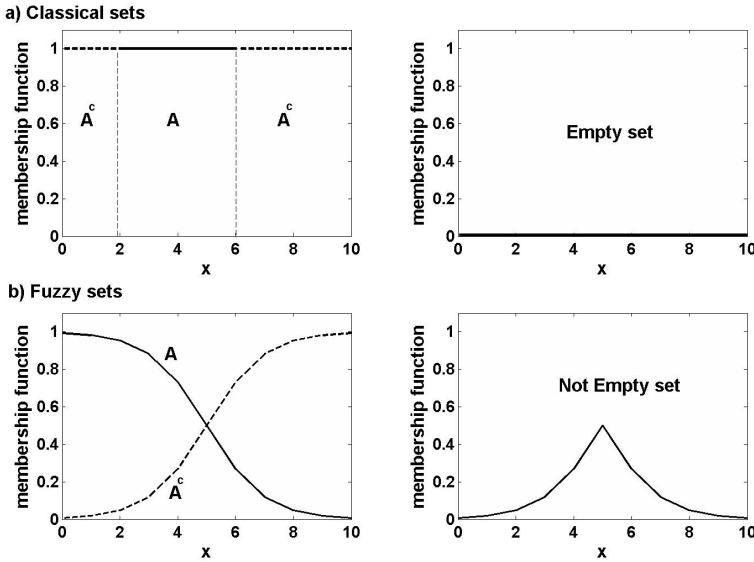 a) Classical sets
membership function
1
0.8
0.6
0.4
0.2
0
A^c
A
A^c
0 2 4 6 8 10
x
membership function
1
0.8
0.6
0.4
0.2
0
Empty set
0 2 4 6 8 10
x
b) Fuzzy sets
membership function
1
0.8
0.6
0.4
0.2
0
A
A^c
0 2 4 6 8 10
x
membership function
1
0.8
0.6
0.4
0.2
0
Not Empty set
0 2 4 6 8 10
x